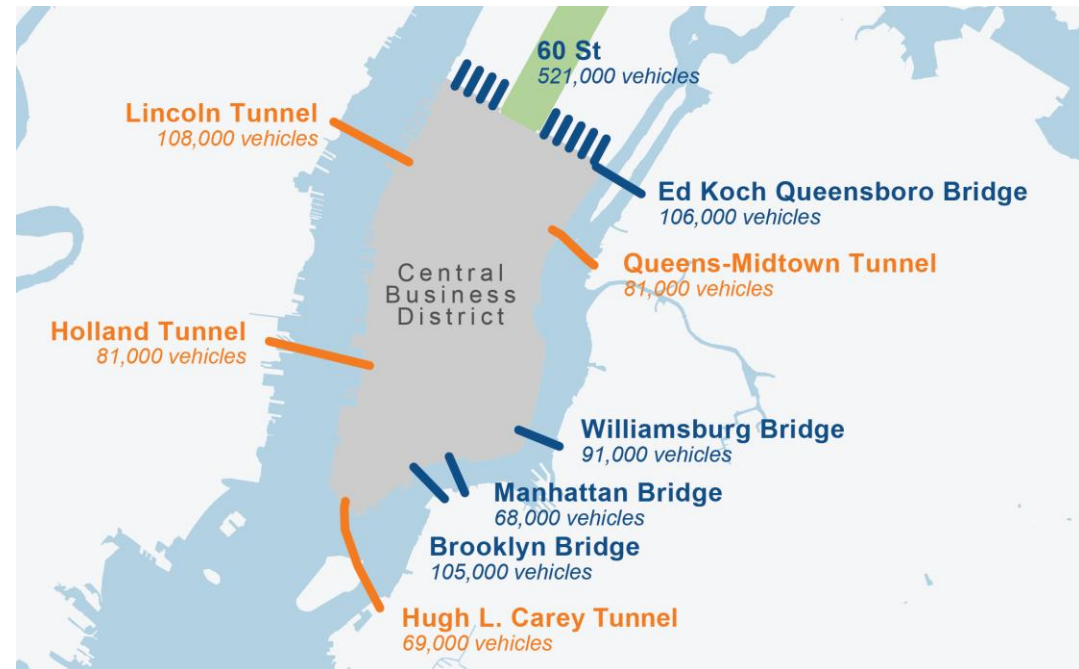 60 St
521,000 vehicles
Lincoln Tunnel
108,000 vehicles
Ed Koch Queensboro Bridge
106,000 vehicles
Queens-Midtown Tunnel
81,000 vehicles
Central
Business
District
Holland Tunnel
81,000 vehicles
Williamsburg Bridge
91,000 vehicles
Manhattan Bridge
68,000 vehicles
Brooklyn Bridge
105,000 vehicles
Hugh L. Carey Tunnel
69,000 vehicles